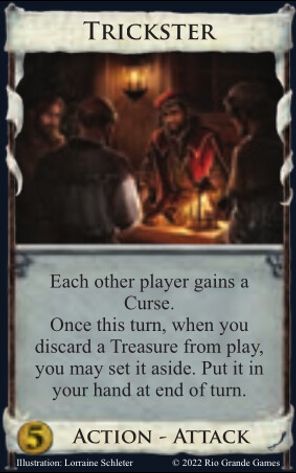 TRICKSTER
Each other player gains a
Curse.
Once this turn, when you
discard a Treasure from play,
you may set it aside. Put it in
your hand at end of turn.
5
ACTION - ATTACK
Illustration: Lorraine Schleter
© 2022 Rio Grande Games